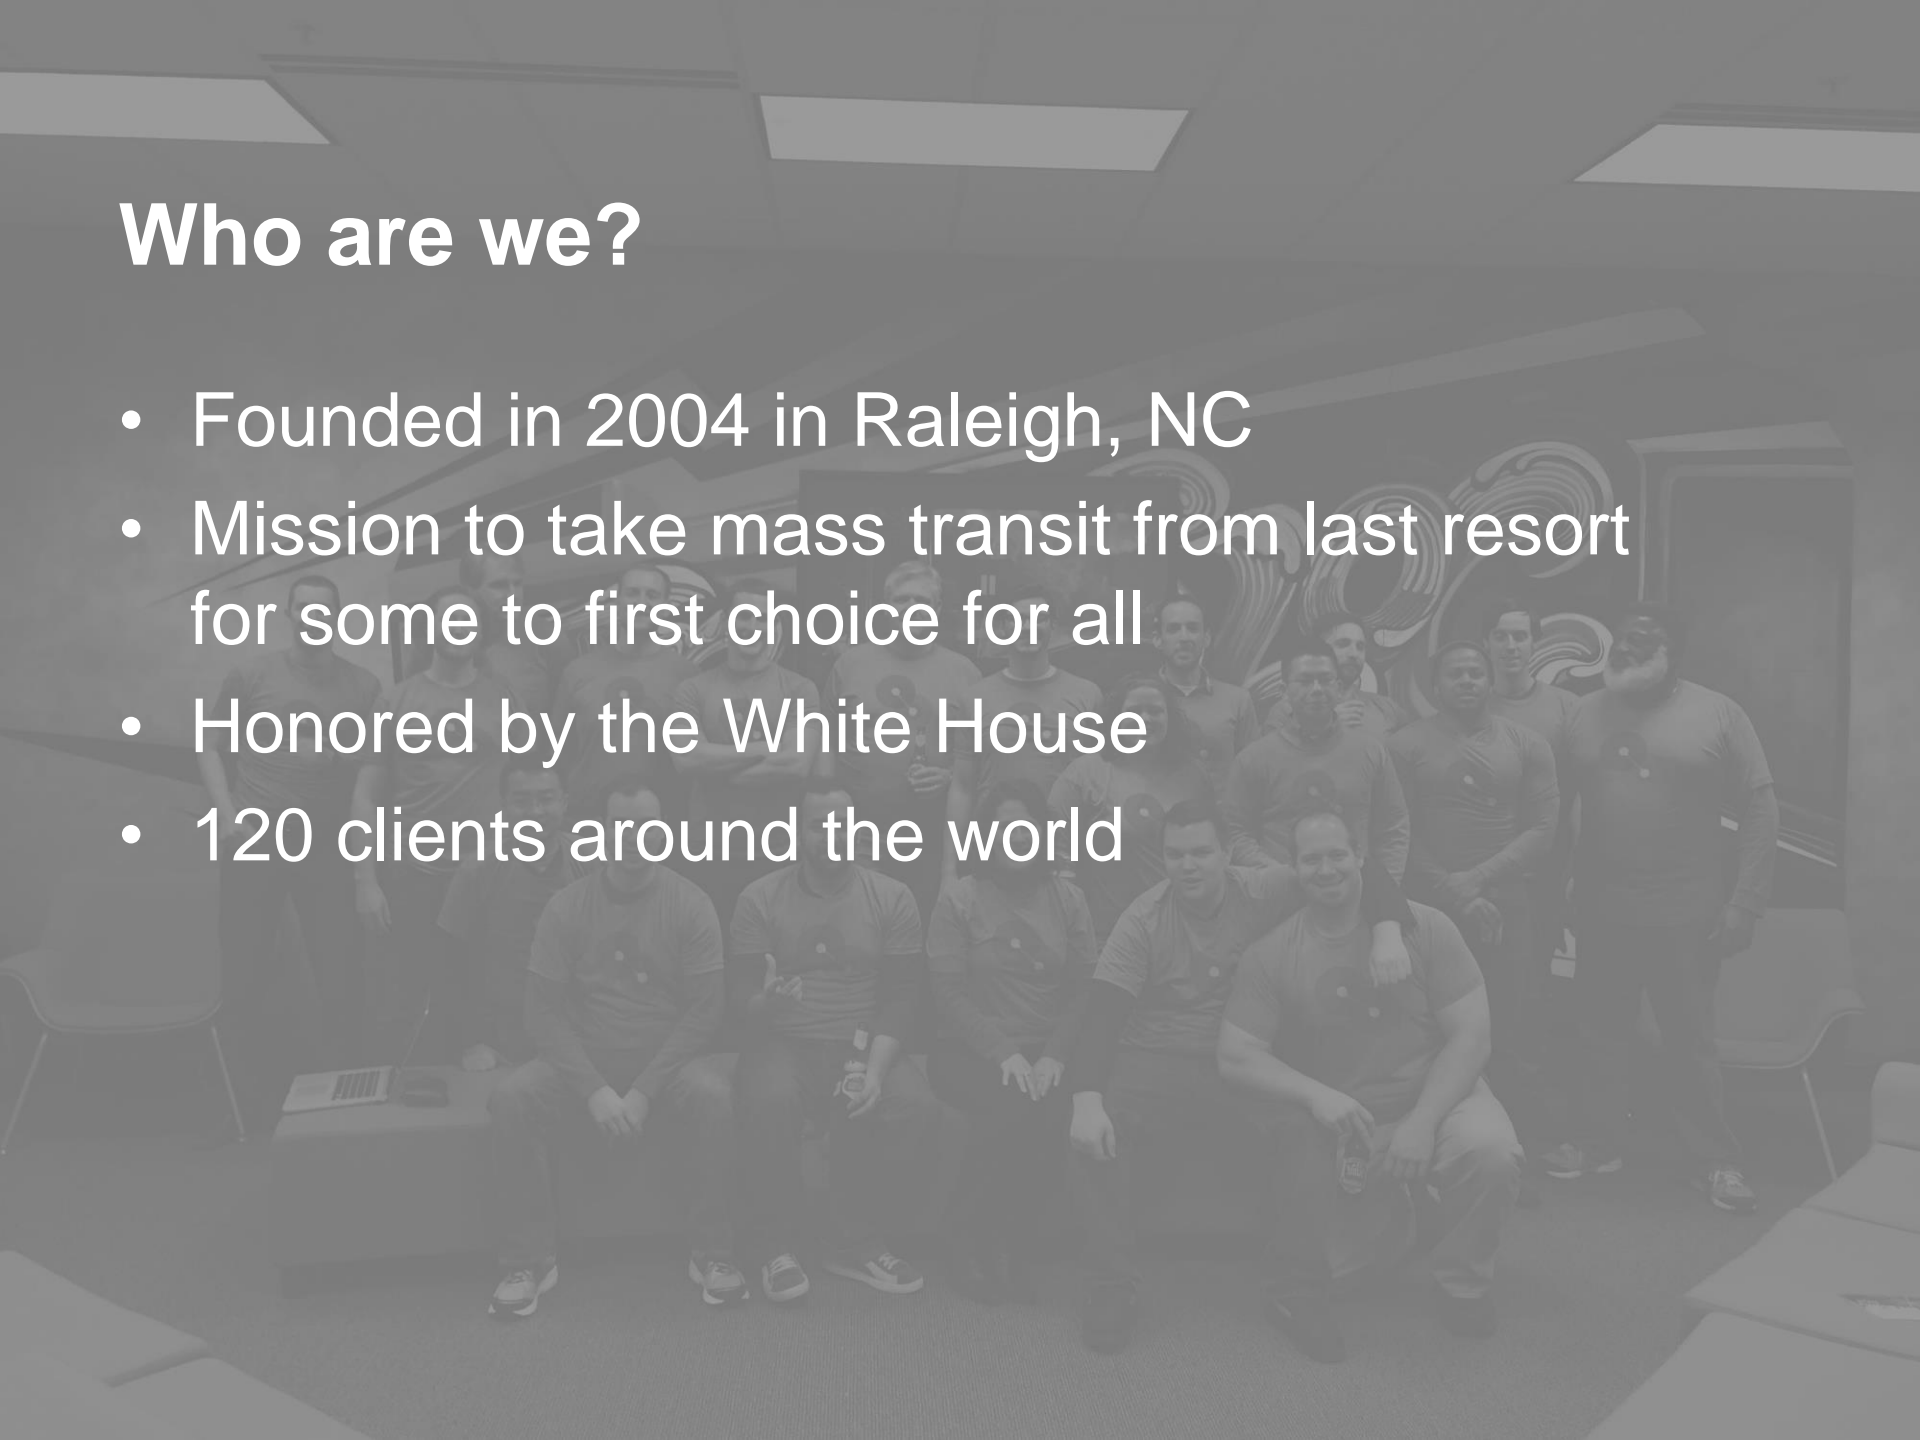 Who are we?
• Founded in 2004 in Raleigh, NC
• Mission to take mass transit from last resort
for some to first choice for all
• Honored by the White House
• 120 clients around the world